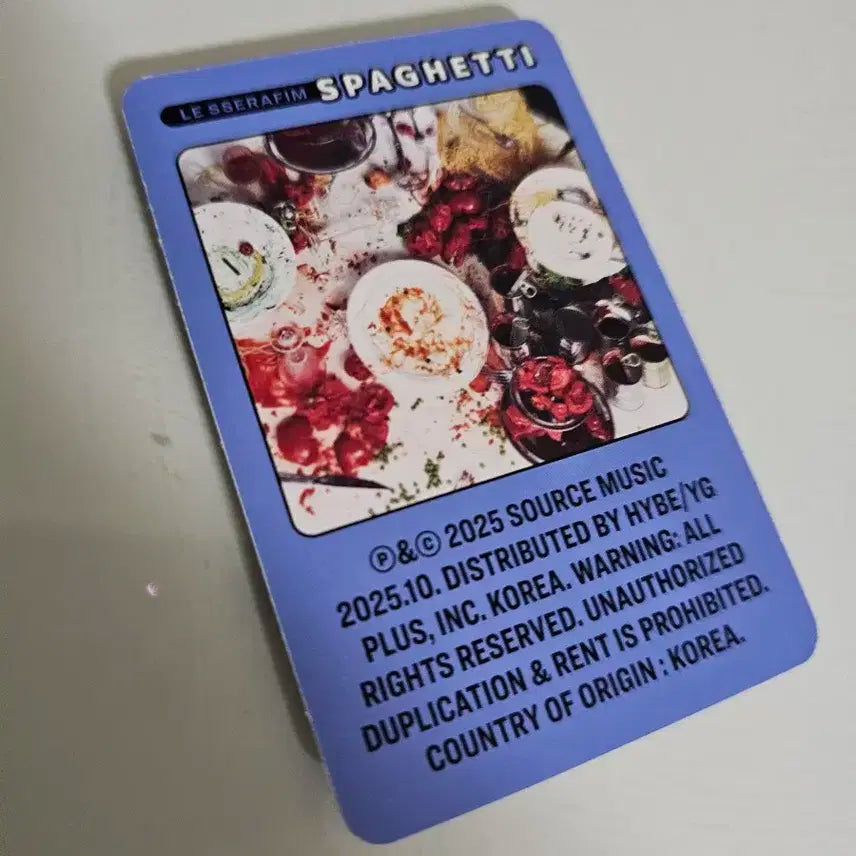 LE SSERAFIM SPAGHETTI
Ⓟ&Ⓒ 2025 SOURCE MUSIC
2025.10. DISTRIBUTED BY HYBE/YG
PLUS, INC. KOREA. WARNING: ALL
RIGHTS RESERVED. UNAUTHORIZED
DUPLICATION & RENT IS PROHIBITED.
COUNTRY OF ORIGIN : KOREA.